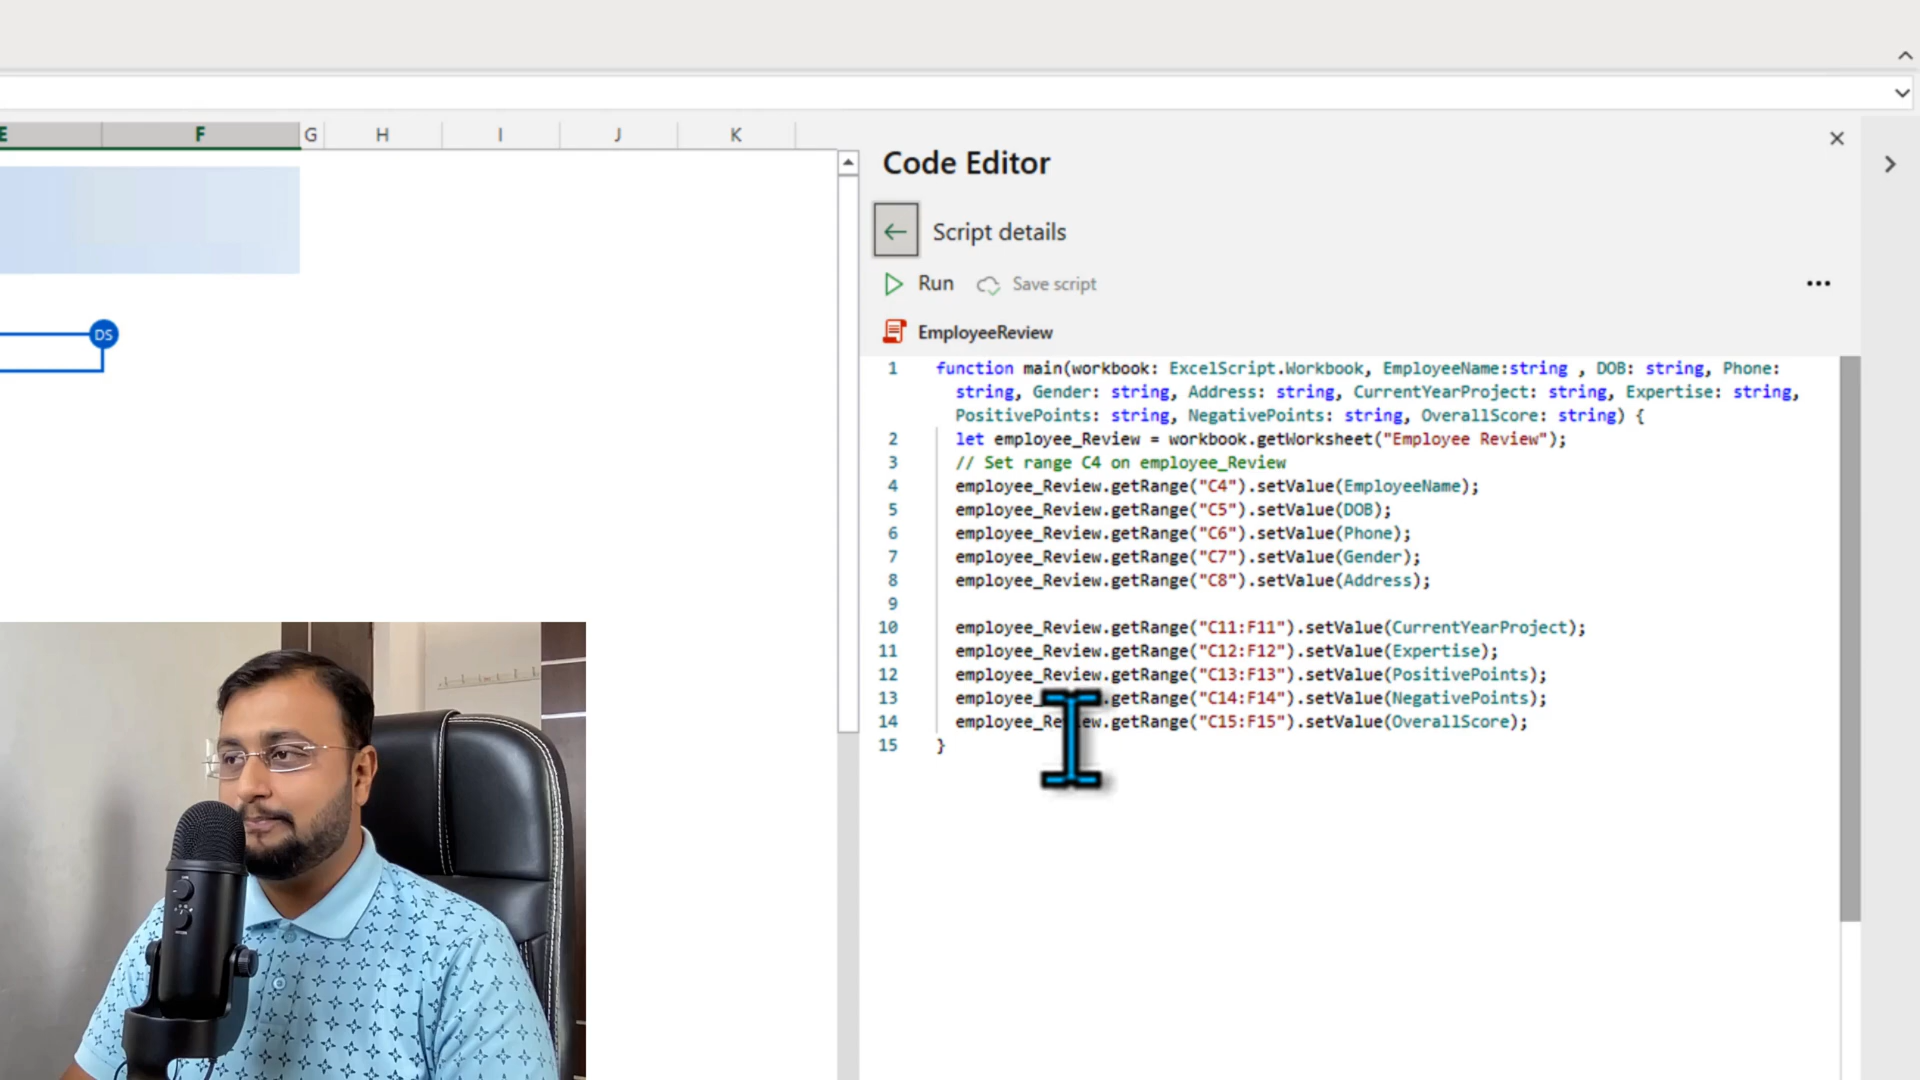 E F G H I J K
Code Editor
Script details
Run Save script
DS
EmployeeReview
1 function main(workbook: ExcelScript.Workbook, EmployeeName:string , DOB: string, Phone:
string, Gender: string, Address: string, CurrentYearProject: string, Expertise: string,
PositivePoints: string, NegativePoints: string, OverallScore: string) {
2 let employee_Review = workbook.getWorksheet("Employee Review");
3 // Set range C4 on employee_Review
4 employee_Review.getRange("C4").setValue(EmployeeName);
5 employee_Review.getRange("C5").setValue(DOB);
6 employee_Review.getRange("C6").setValue(Phone);
7 employee_Review.getRange("C7").setValue(Gender);
8 employee_Review.getRange("C8").setValue(Address);
9
10 employee_Review.getRange("C11:F11").setValue(CurrentYearProject);
11 employee_Review.getRange("C12:F12").setValue(Expertise);
12 employee_Review.getRange("C13:F13").setValue(PositivePoints);
13 employee_Review.getRange("C14:F14").setValue(NegativePoints);
14 employee_Review.getRange("C15:F15").setValue(OverallScore);
15 }